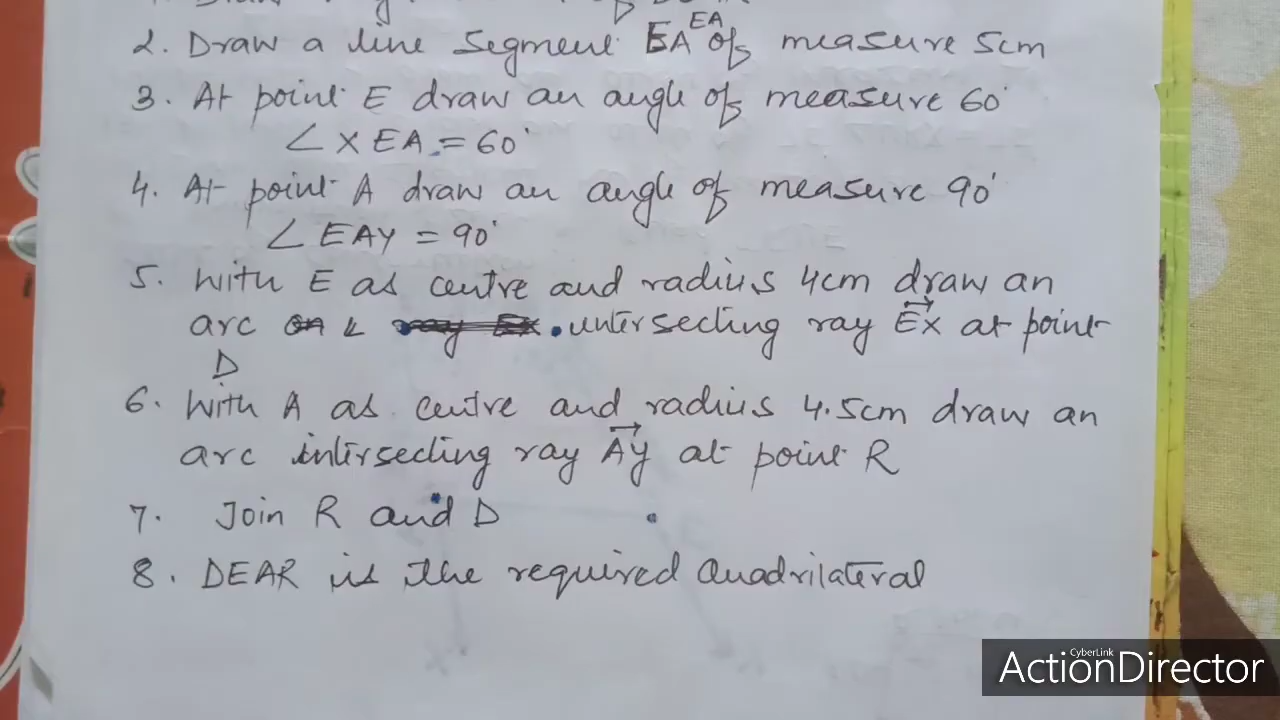 2. Draw a line segment EA EA of measure 5cm
3. At point E draw an angle of measure 60°
∠XEA = 60°
4. At point A draw an angle of measure 90°
∠EAY = 90°
5. With E as centre and radius 4cm draw an
arc intersecting ray EX at point
D
6. With A as centre and radius 4.5cm draw an
arc intersecting ray AY at point R
7. Join R and D
8. DEAR is the required Quadrilateral
CyberLink
ActionDirector